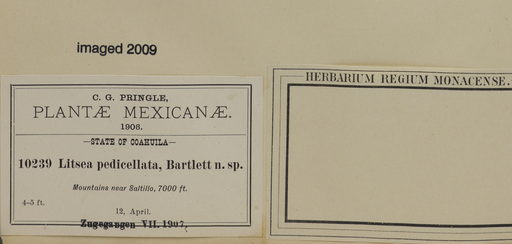 imaged 2009
C. G. PRINGLE,
PLANTÆ MEXICANÆ.
1906.
STATE OF COAHUILA
10239 Litsea pedicellata, Bartlett n. sp.
Mountains near Saltillo, 7000 ft.
4–5 ft.
12, April.
Zugegangen VII. 1907.
HERBARIUM REGIUM MONACENSE.